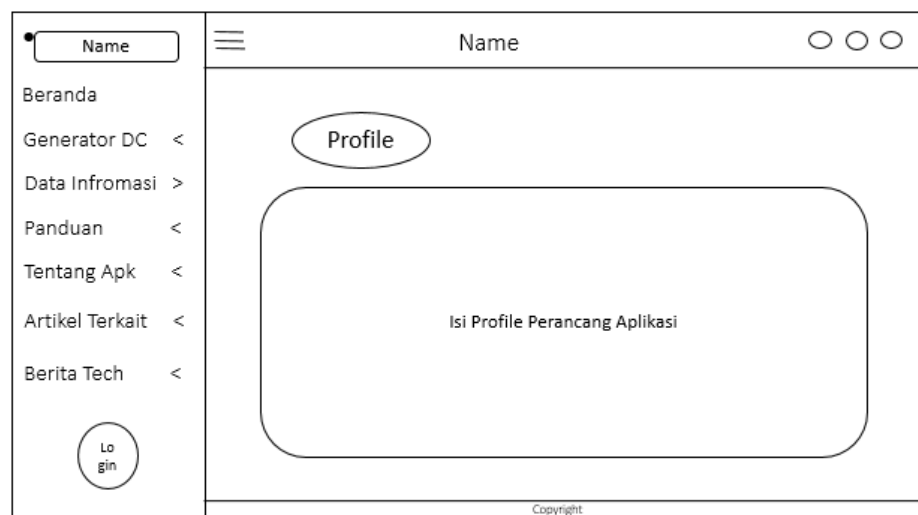 Name
Beranda
Generator DC <
Data Infromasi >
Panduan <
Tentang Apk <
Artikel Terkait <
Berita Tech <
Lo
gin
Name
Profile
Isi Profile Perancang Aplikasi
Copyright